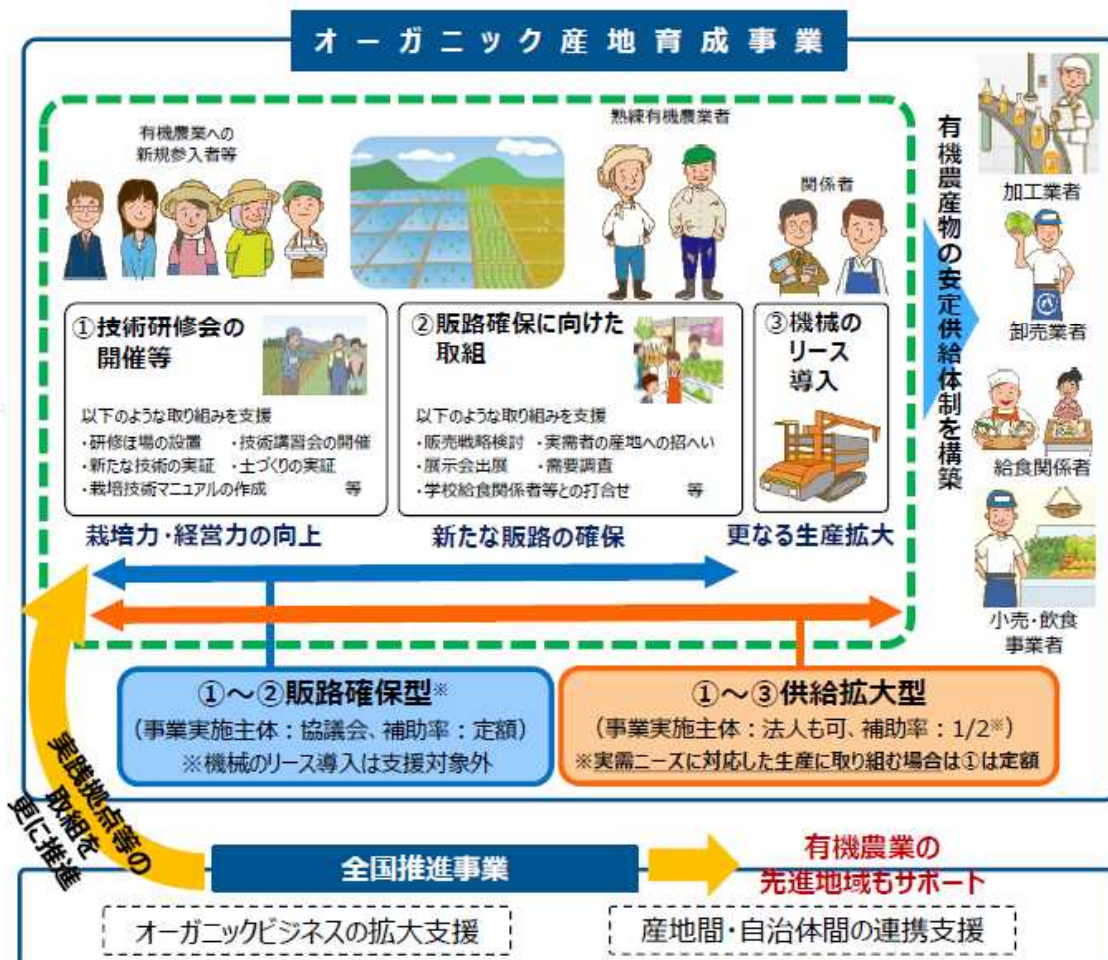 オーガニック産地育成事業
有機農業への
新規参入者等
熟練有機農業者
関係者
①技術研修会の
開催等
以下のような取り組みを支援
・研修ほ場の設置 ・技術講習会の開催
・新たな技術の実証 ・土づくりの実証
・栽培技術マニュアルの作成 等
栽培力・経営力の向上
②販路確保に向けた
取組
以下のような取り組みを支援
・販売戦略検討 ・実需者の産地への招へい
・展示会出展 ・需要調査
・学校給食関係者等との打合せ 等
新たな販路の確保
③機械の
リース
導入
更なる生産拡大
有機農産物の安定供給体制を構築
加工業者
卸売業者
給食関係者
小売・飲食
事業者
①～②販路確保型※
（事業実施主体：協議会、補助率：定額）
※機械のリース導入は支援対象外
①～③供給拡大型
（事業実施主体：法人も可、補助率：1/2※）
※実需ニーズに対応した生産に取り組む場合は①は定額
実践拠点等の
取組を
更に推進
全国推進事業
有機農業の
先進地域もサポート
オーガニックビジネスの拡大支援
産地間・自治体間の連携支援